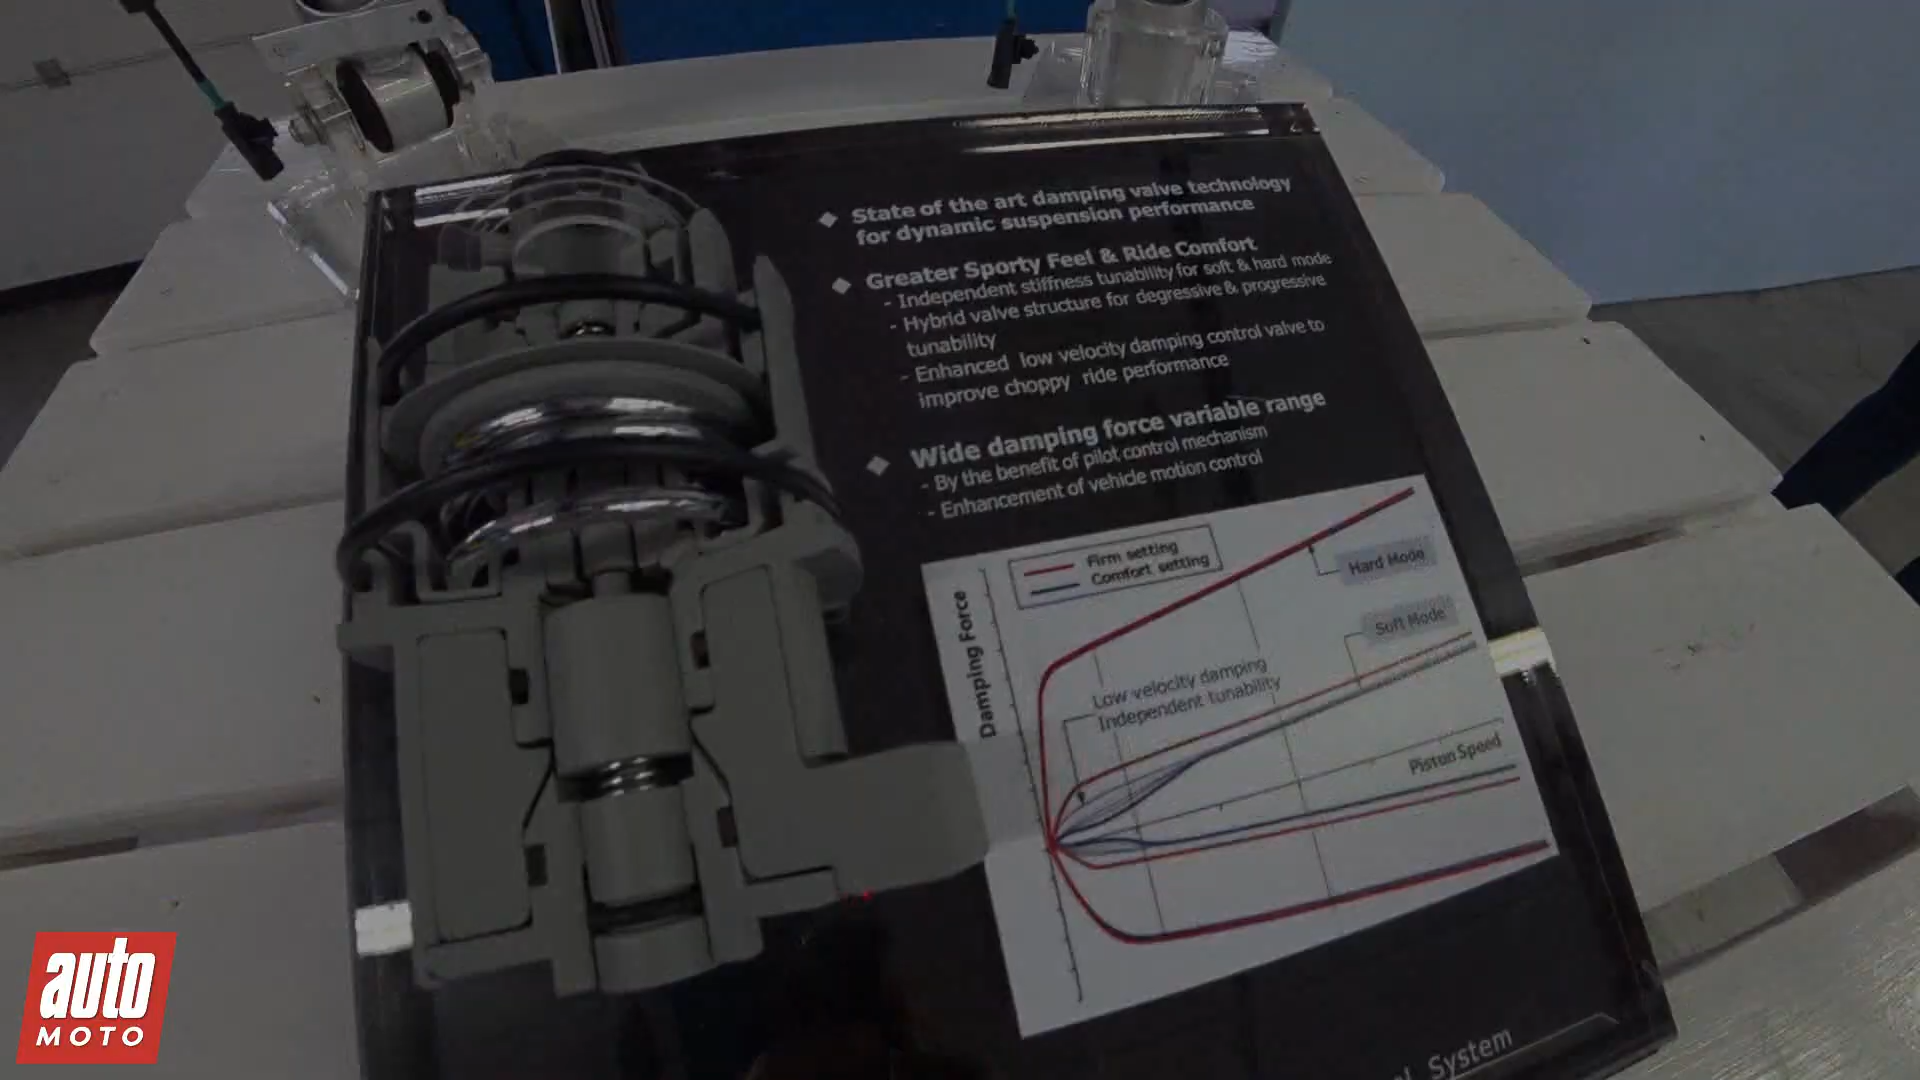 ◆ State of the art damping valve technology
for dynamic suspension performance
◆ Greater Sporty Feel & Ride Comfort
- Independent stiffness tunability for soft & hard mode
- Hybrid valve structure for degressive & progressive
tunability
- Enhanced low velocity damping control valve to
improve choppy ride performance
◆ Wide damping force variable range
- By the benefit of pilot control mechanism
- Enhancement of vehicle motion control
Firm setting
Comfort setting
Hard Mode
Soft Mode
Damping Force
Low velocity damping
Independent tunability
Piston Speed
System
auto
MOTO